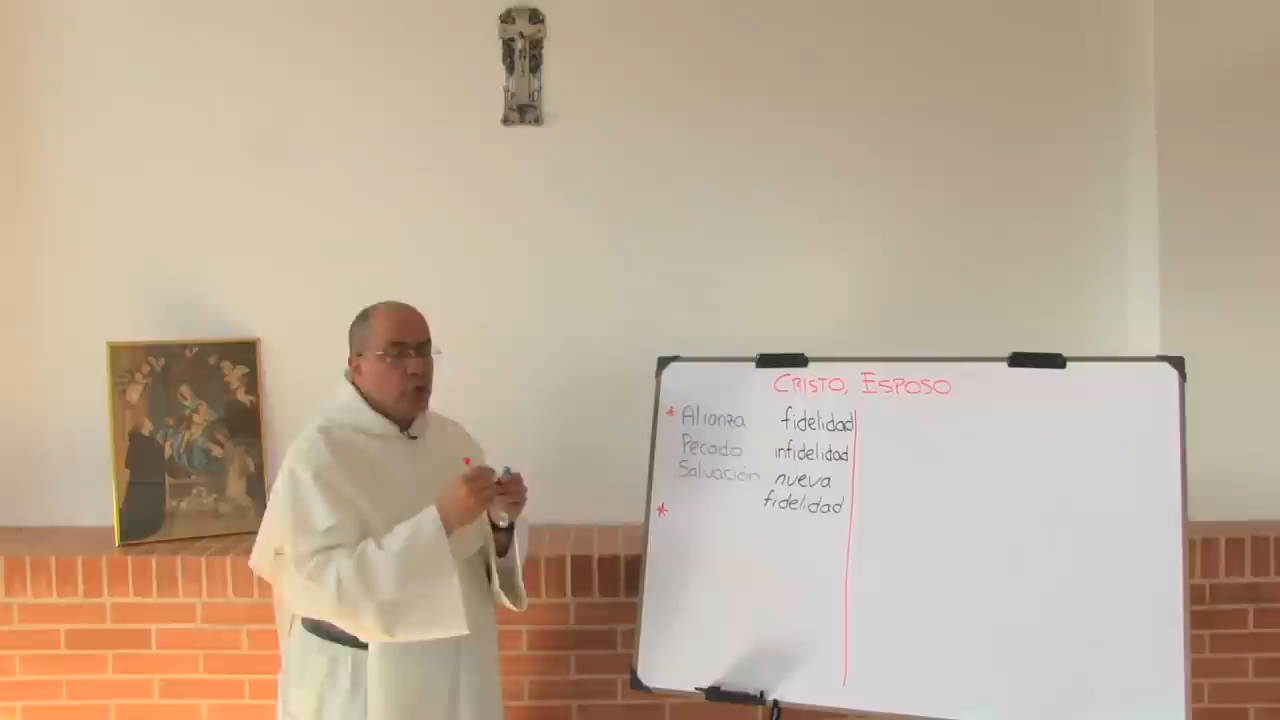 CRISTO, ESPOSO
* Alianza fidelidad
Pecado infidelidad
Salvación nueva
fidelidad
*